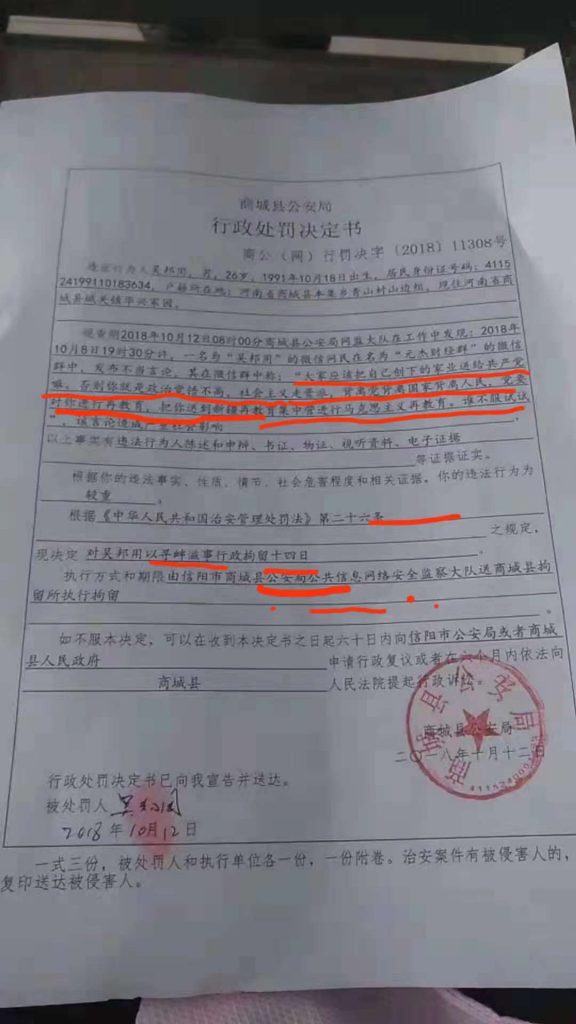 商城县公安局
行政处罚决定书
商公（网）行罚决字〔2018〕11308号
违法行为人吴邦用，男，26岁，1991年10月18日出生，居民身份证号码：4115
24199110183634，户籍所在地：河南省商城县丰集乡青山村山边组，现住河南省商
城县城关镇华兴家园。
现查明2018年10月12日08时00分商城县公安局网监大队在工作中发现：2018年
10月8日19时30分许，一名为“吴邦用”的微信网民在名为“元杰财经群”的微信
群中，发布不当言论，其在微信群中称：“大家应该把自己创下的家业送给共产党
，否则你就是政治觉悟不高，社会主义走资派，背离党背离国家背离人民，党要
对你进行再教育，把你送到新疆再教育集中营进行马克思主义再教育。谁不服试试
”，该言论造成严重社会影响
以上事实有违法行为人陈述和申辩、书证、物证、视听资料、电子证据
等证据证实。
根据你的违法事实、性质、情节、社会危害程度和相关证据。你的违法行为为
较重。
根据《中华人民共和国治安管理处罚法》第二十六条
之规定，
现决定 对吴邦用以寻衅滋事行政拘留十四日。
执行方式和期限 由信阳市商城县公安局公共信息网络安全监察大队送商城县拘
留所执行拘留
。
如不服本决定，可以在收到本决定书之日起六十日内向信阳市公安局或者商城
县人民政府 申请行政复议或者在六个月内依法向
商城县 人民法院提起行政诉讼。
商城县公安局
二〇一八年十月十二日
商城县公安局
行政处罚决定书已向我宣告并送达。
被处罚人 吴邦用
2018年10月12日
一式三份，被处罚人和执行单位各一份，一份附卷。治安案件有被侵害人的，
复印送达被侵害人。